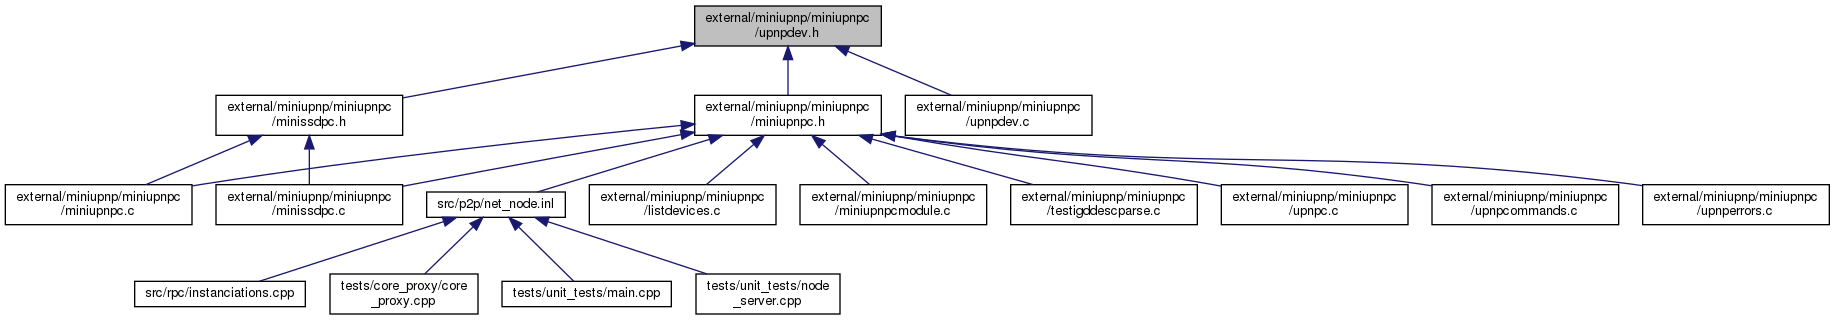 external/miniupnp/miniupnpc
/upnpdev.h
external/miniupnp/miniupnpc
/minissdpc.h
external/miniupnp/miniupnpc
/miniupnpc.h
external/miniupnp/miniupnpc
/upnpdev.c
external/miniupnp/miniupnpc
/miniupnpc.c
external/miniupnp/miniupnpc
/minissdpc.c
src/p2p/net_node.inl
external/miniupnp/miniupnpc
/listdevices.c
external/miniupnp/miniupnpc
/miniupnpcmodule.c
external/miniupnp/miniupnpc
/testigddescparse.c
external/miniupnp/miniupnpc
/upnpc.c
external/miniupnp/miniupnpc
/upnpcommands.c
external/miniupnp/miniupnpc
/upnperrors.c
src/rpc/instanciations.cpp
tests/core_proxy/core
_proxy.cpp
tests/unit_tests/main.cpp
tests/unit_tests/node
_server.cpp